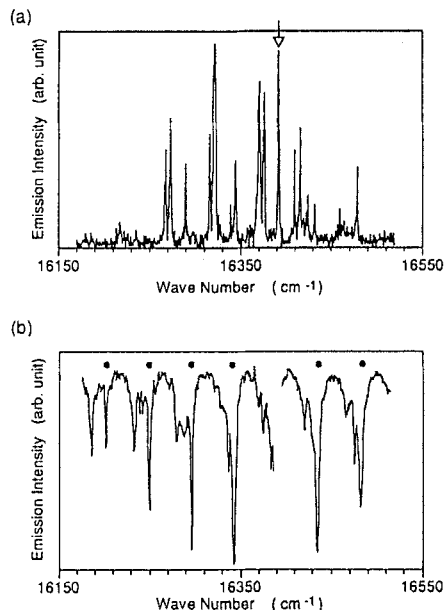 (a)
Emission Intensity (arb. unit)
16150 16350 16550
Wave Number (cm⁻¹)
(b)
Emission Intensity (arb. unit)
16150 16350 16550
Wave Number (cm⁻¹)